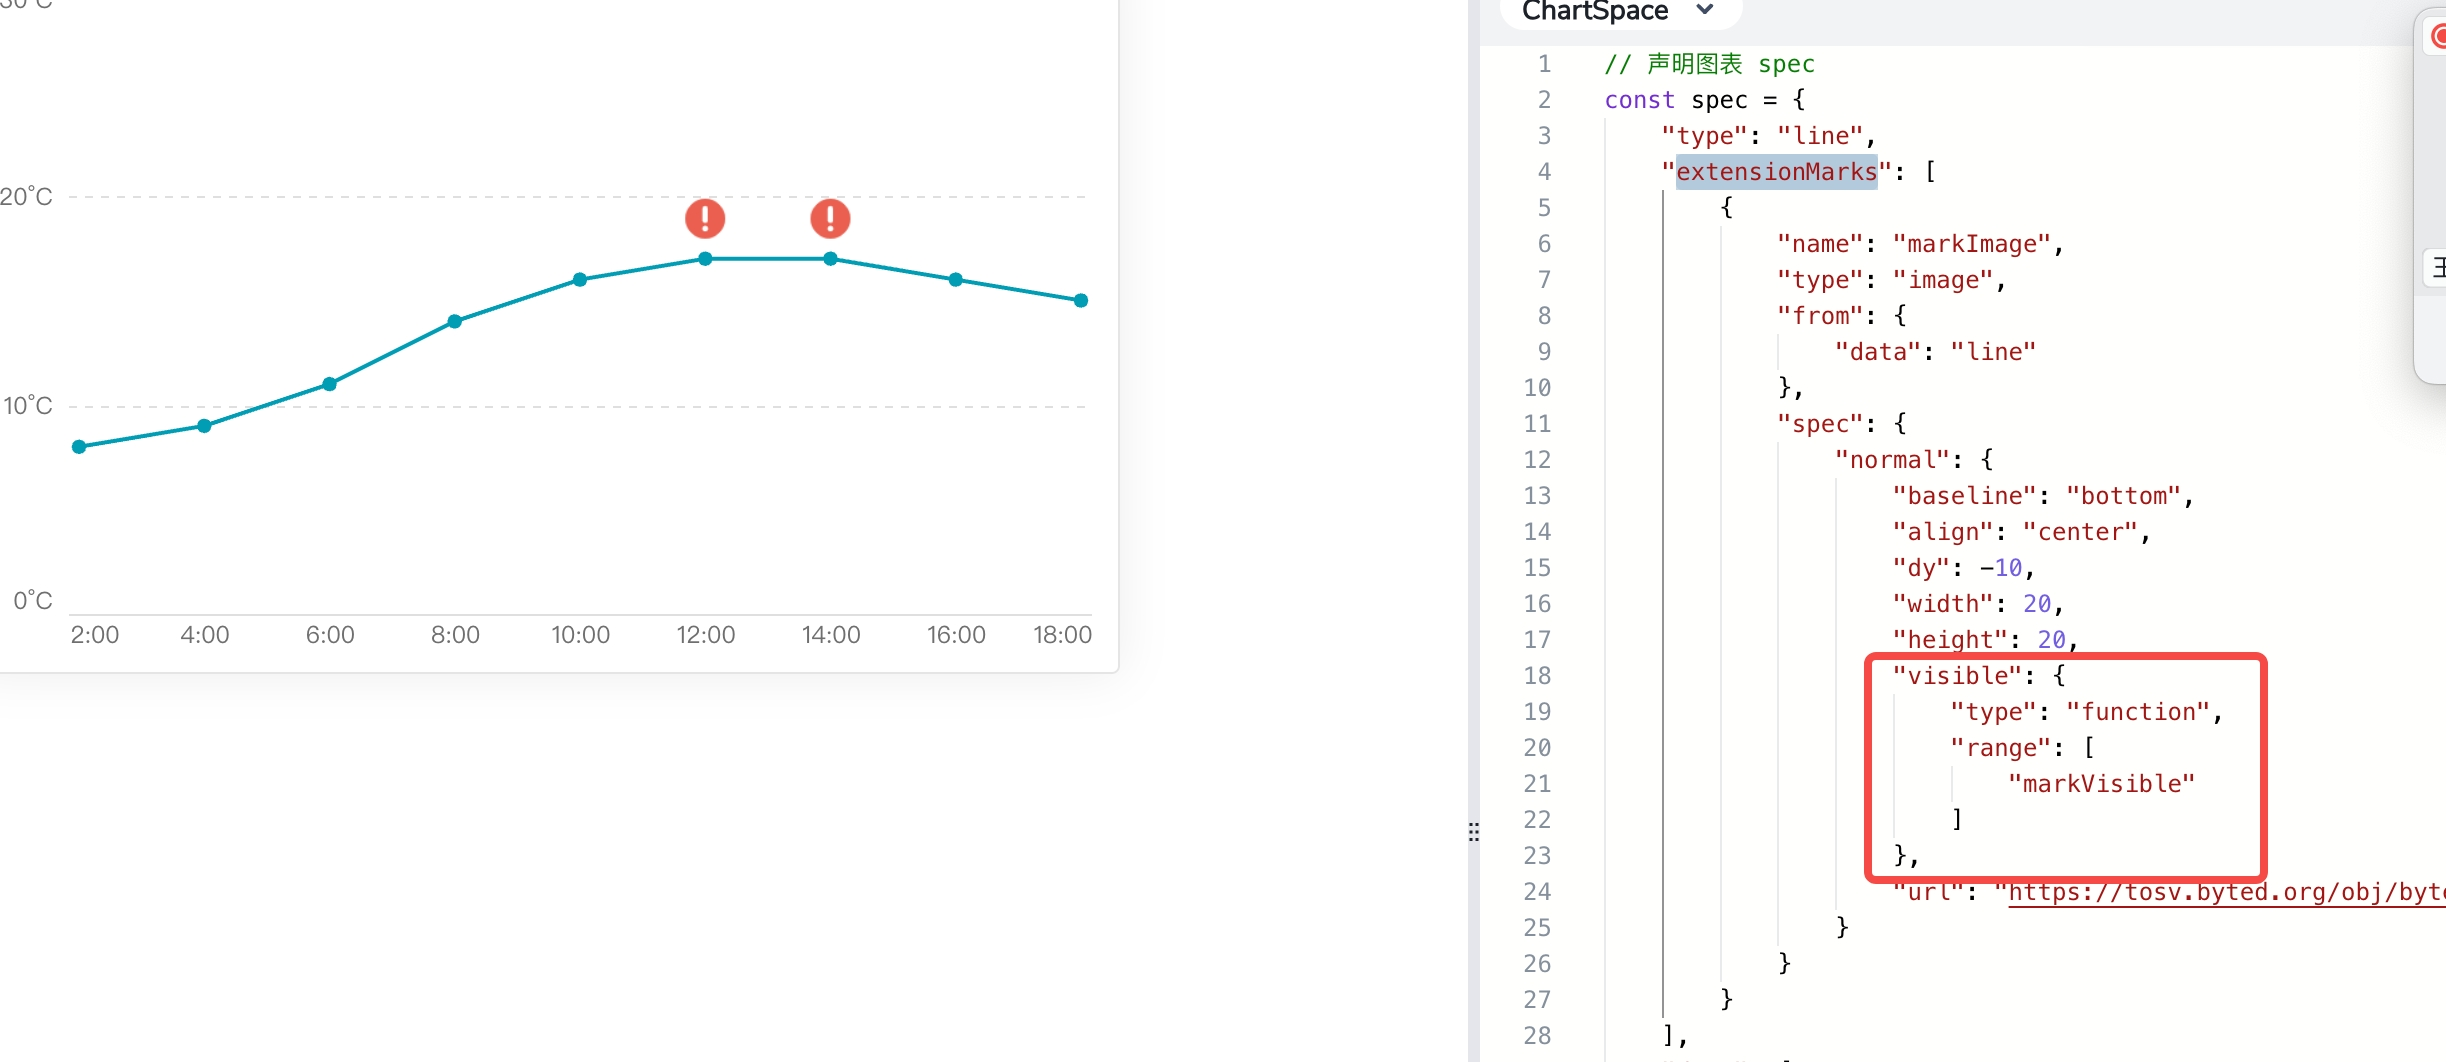 20°C
10°C
0°C
2:00 4:00 6:00 8:00 10:00 12:00 14:00 16:00 18:00
ChartSpace
1 // 声明图表 spec
2 const spec = {
3 "type": "line",
4 "extensionMarks": [
5 {
6 "name": "markImage",
7 "type": "image",
8 "from": {
9 "data": "line"
10 },
11 "spec": {
12 "normal": {
13 "baseline": "bottom",
14 "align": "center",
15 "dy": -10,
16 "width": 20,
17 "height": 20,
18 "visible": {
19 "type": "function",
20 "range": [
21 "markVisible"
22 ]
23 },
24 "url": "https://tosv.byted.org/obj/byte
25 }
26 }
27 }
28 ],